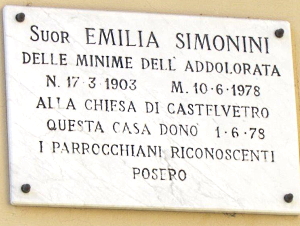 SUOR EMILIA SIMONINI
DELLE MINIME DELL' ADDOLORATA
N. 17·3·1903 M. 10·6·1978
ALLA CHIESA DI CASTELVETRO
QUESTA CASA DONÒ 1·6·78
I PARROCCHIANI RICONOSCENTI
POSERO